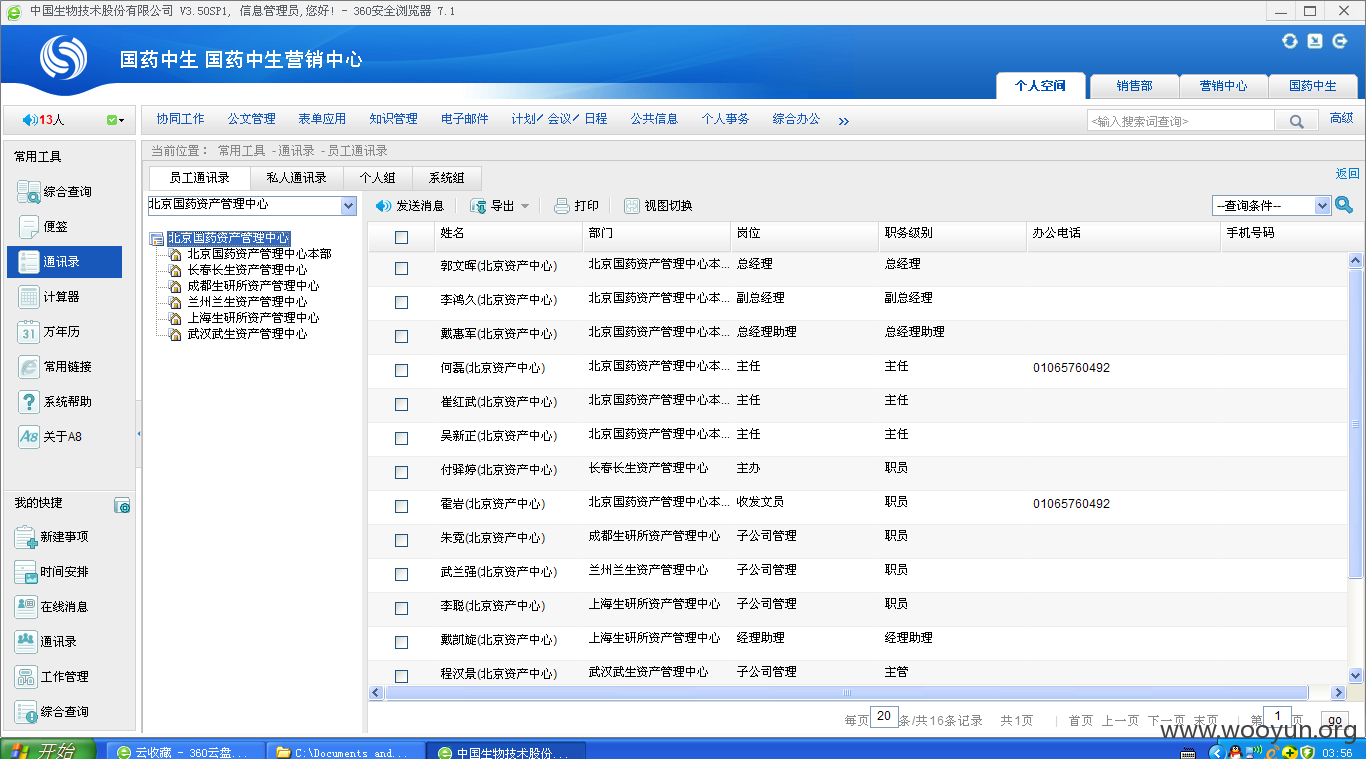 中国生物技术股份有限公司 V3.50SP1, 信息管理员,您好! - 360安全浏览器 7.1
国药中生 国药中生营销中心
个人空间 销售部 营销中心 国药中生
13人
协同工作 公文管理 表单应用 知识管理 电子邮件 计划/会议/日程 公共信息 个人事务 综合办公 »
<输入搜索词查询> 高级
常用工具
综合查询
便签
通讯录
计算器
31 万年历
常用链接
系统帮助
A8 关于A8
我的快捷
新建事项
时间安排
在线消息
通讯录
工作管理
综合查询
当前位置: 常用工具 - 通讯录 - 员工通讯录
员工通讯录 私人通讯录 个人组 系统组 返回
北京国药资产管理中心
发送消息 导出 打印 视图切换 --查询条件--
北京国药资产管理中心
北京国药资产管理中心本部
长春长生资产管理中心
成都生研所资产管理中心
兰州兰生资产管理中心
上海生研所资产管理中心
武汉武生资产管理中心
姓名 部门 岗位 职务级别 办公电话 手机号码
郭文晖(北京资产中心) 北京国药资产管理中心本... 总经理 总经理
李鸿久(北京资产中心) 北京国药资产管理中心本... 副总经理 副总经理
戴惠军(北京资产中心) 北京国药资产管理中心本... 总经理助理 总经理助理
何磊(北京资产中心) 北京国药资产管理中心本... 主任 主任 01065760492
崔红武(北京资产中心) 北京国药资产管理中心本... 主任 主任
吴新正(北京资产中心) 北京国药资产管理中心本... 主任 主任
付驿婷(北京资产中心) 长春长生资产管理中心 主办 职员
霍岩(北京资产中心) 北京国药资产管理中心本... 收发文员 职员 01065760492
朱霓(北京资产中心) 成都生研所资产管理中心 子公司管理 职员
武兰强(北京资产中心) 兰州兰生资产管理中心 子公司管理 职员
李聪(北京资产中心) 上海生研所资产管理中心 子公司管理 职员
戴凯旋(北京资产中心) 上海生研所资产管理中心 经理助理 经理助理
程汉景(北京资产中心) 武汉武生资产管理中心 子公司管理 主管
每页 20 条/共16条记录 共1页 | 首页 上一页 下一页 末页 | 第 1 页 go
www.wooyun.org
开始 云收藏 - 360云盘... C:\Documents and... 中国生物技术股份... 03:56